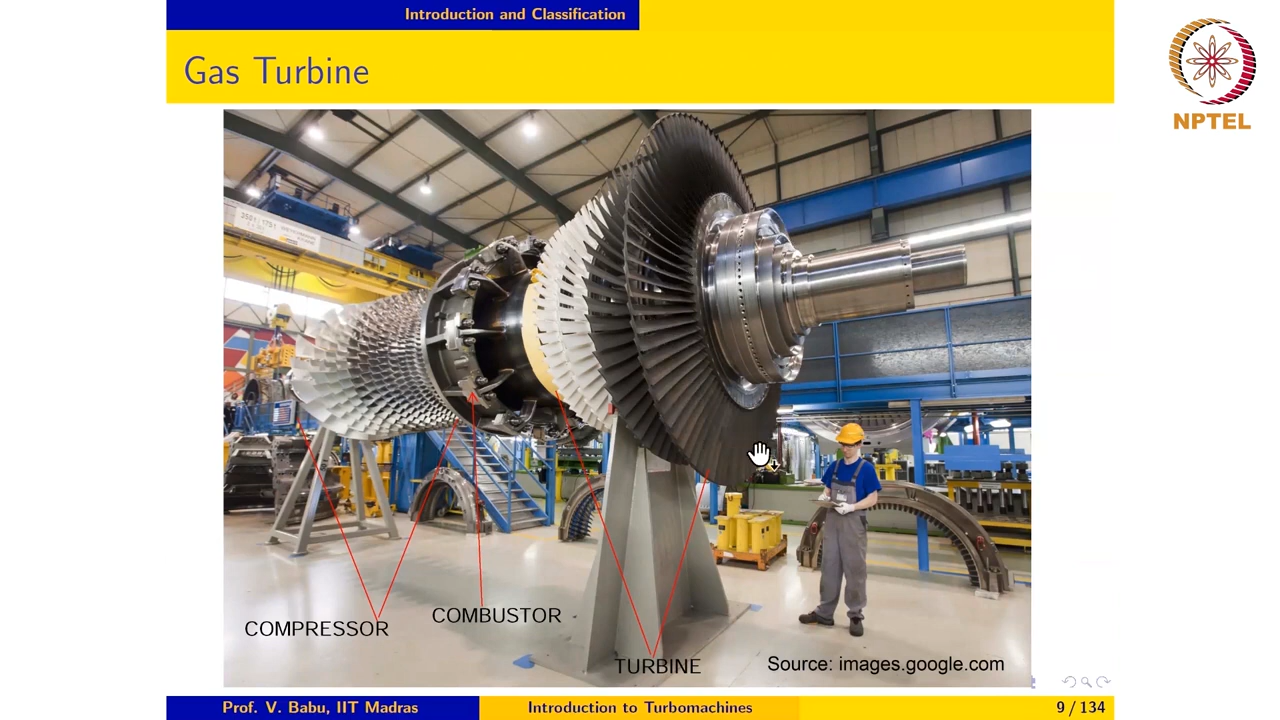 Introduction and Classification
Gas Turbine
NPTEL
COMPRESSOR
COMBUSTOR
TURBINE
Source: images.google.com
Prof. V. Babu, IIT Madras
Introduction to Turbomachines
9 / 134